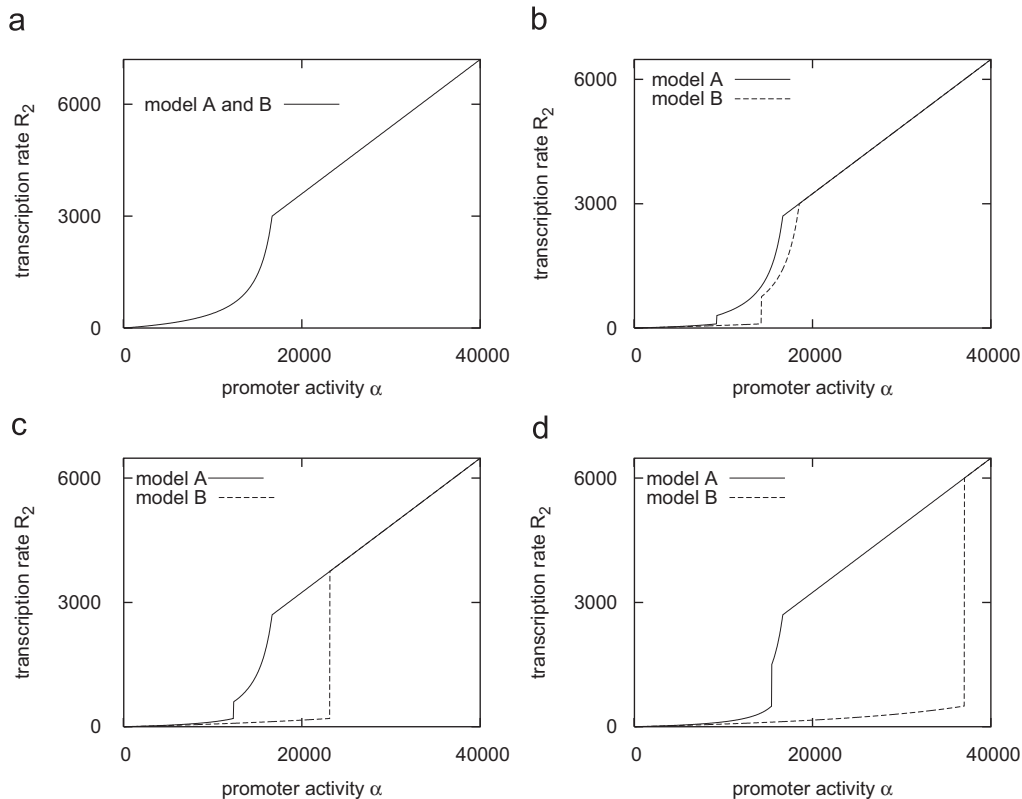 a
transcription rate R2
6000
3000
0
model A and B
0
20000
40000
promoter activity α
b
transcription rate R2
6000
3000
0
model A
model B
0
20000
40000
promoter activity α
c
transcription rate R2
6000
3000
0
model A
model B
0
20000
40000
promoter activity α
d
transcription rate R2
6000
3000
0
model A
model B
0
20000
40000
promoter activity α